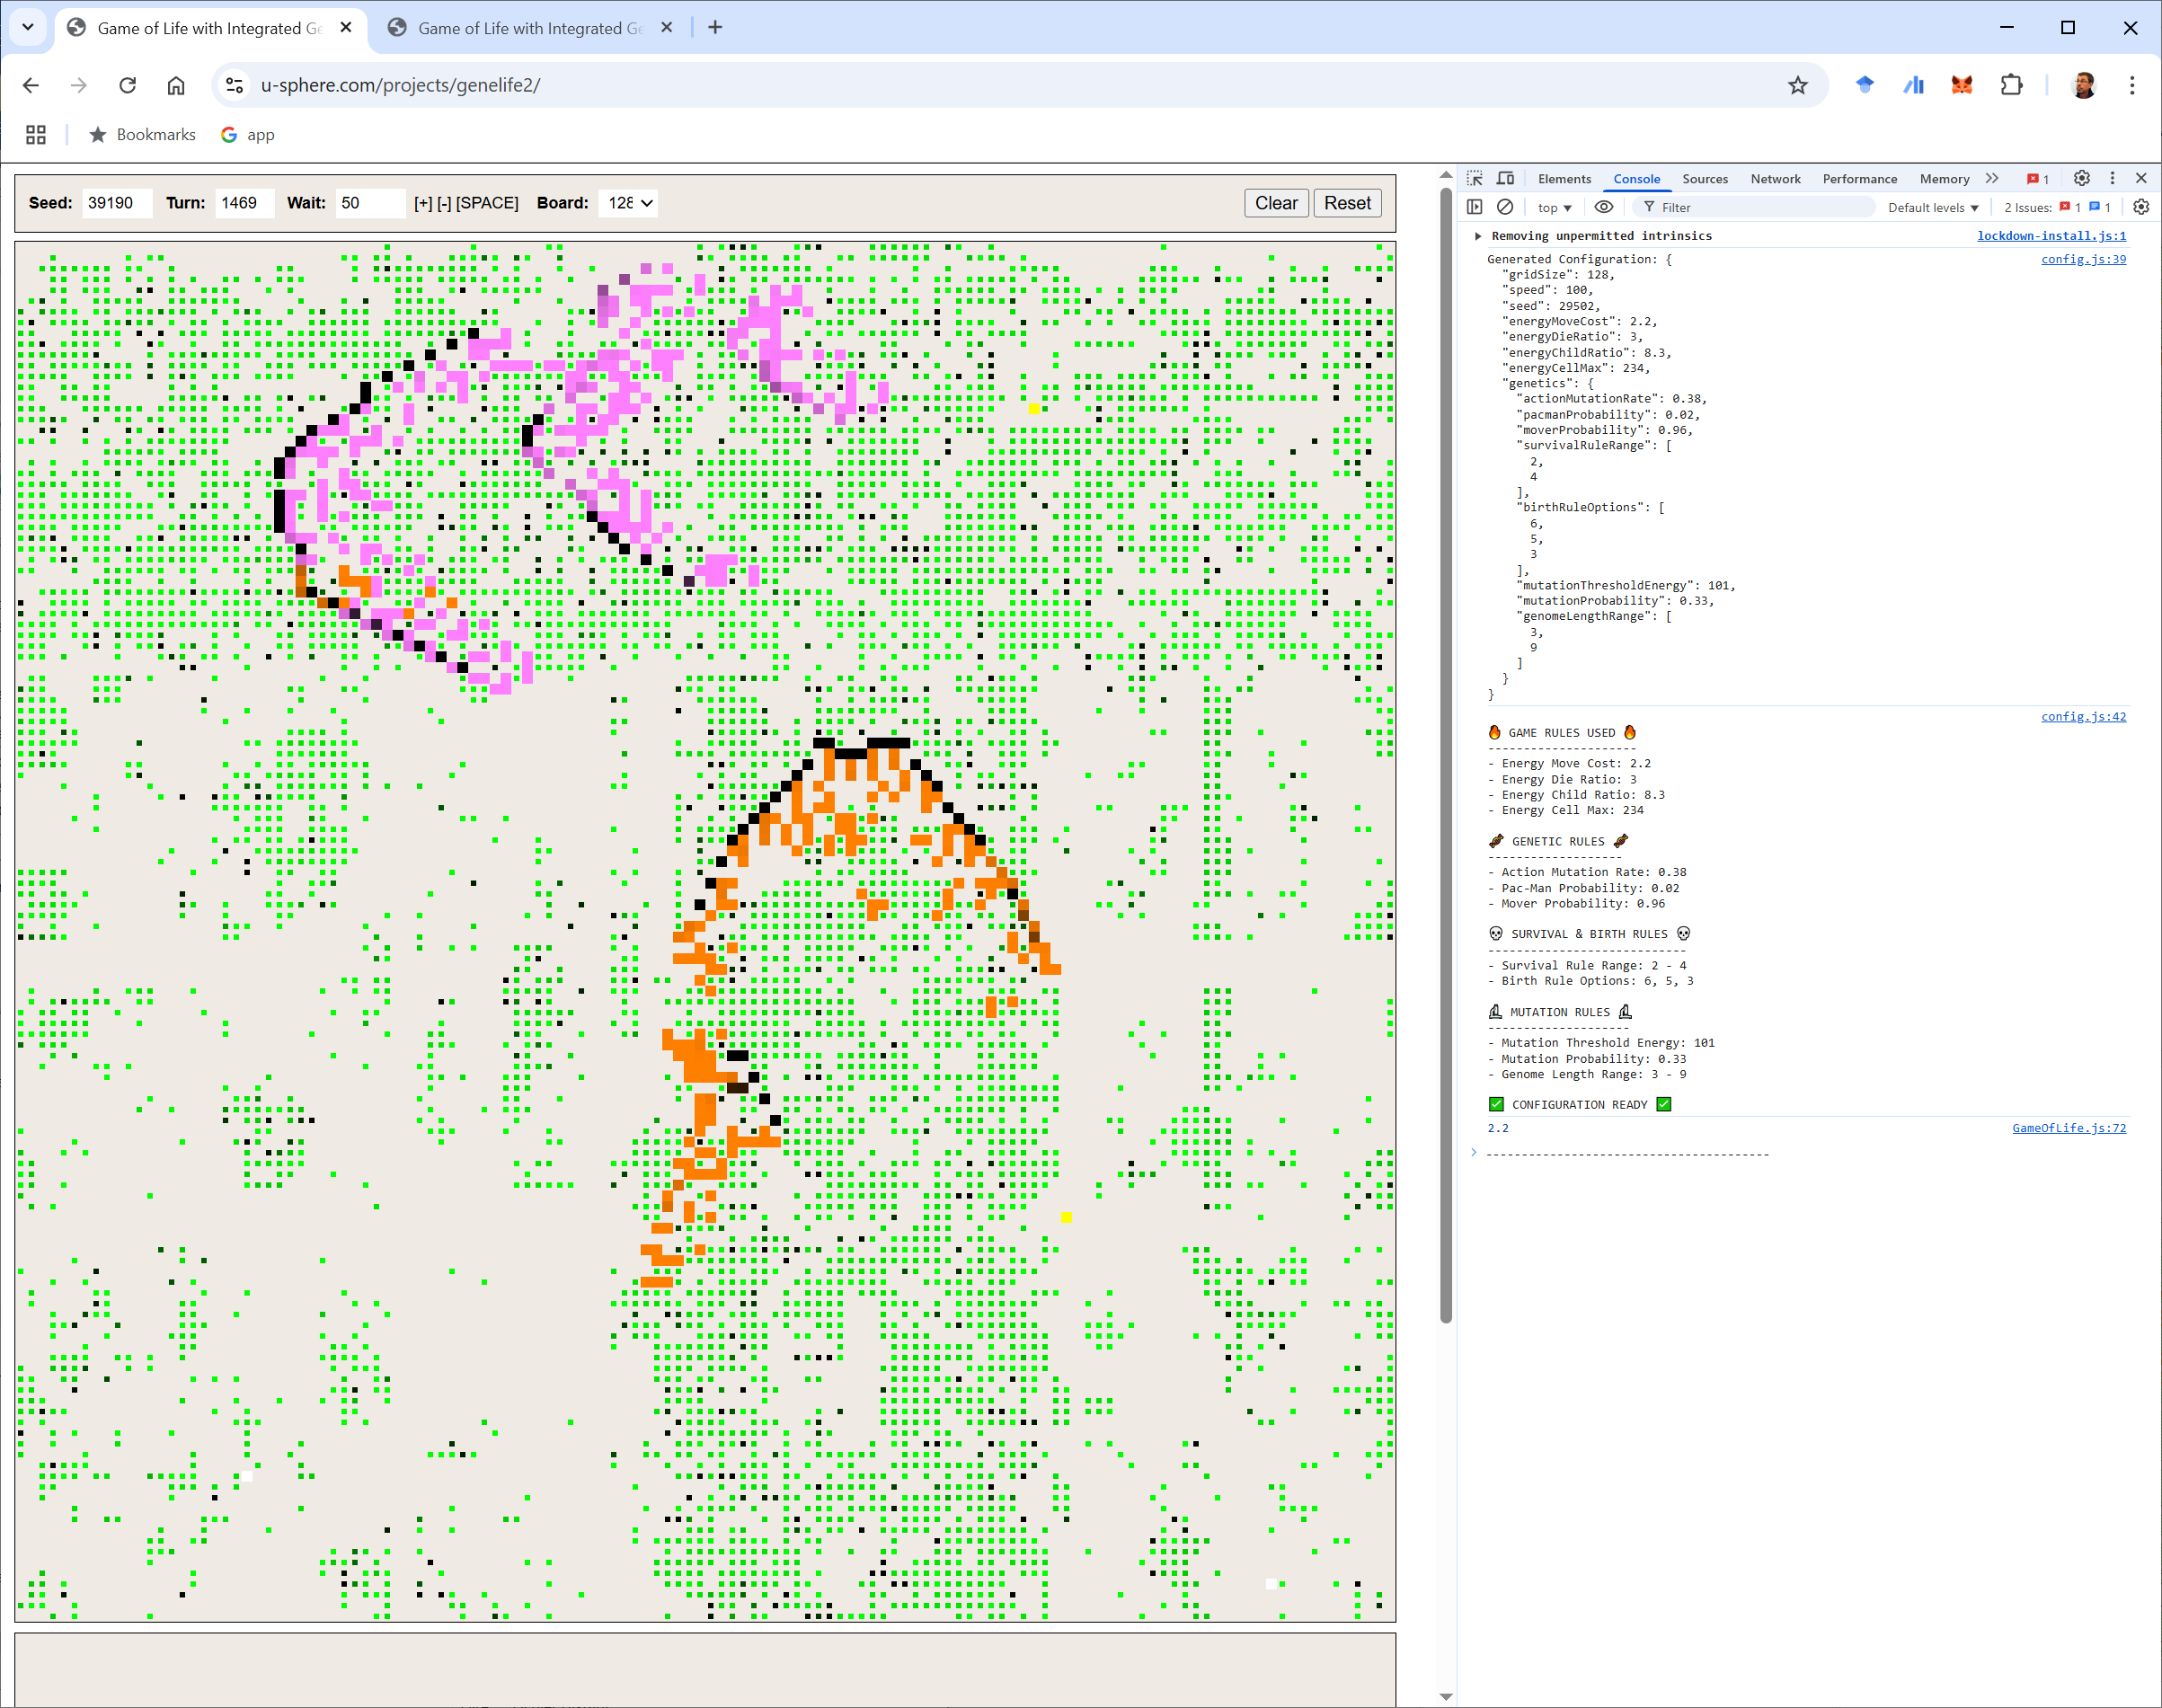 Game of Life with Integrated Ge
Game of Life with Integrated Ge
u-sphere.com/projects/genelife2/
Bookmarks
app
Seed: 39190 Turn: 1469 Wait: 50 [+] [-] [SPACE] Board: 128 Clear Reset
Elements Console Sources Network Performance Memory 1
top Filter Default levels 2 Issues: 1 1
Removing unpermitted intrinsics lockdown-install.js:1
Generated Configuration: { config.js:39
"gridSize": 128,
"speed": 100,
"seed": 29502,
"energyMoveCost": 2.2,
"energyDieRatio": 3,
"energyChildRatio": 8.3,
"energyCellMax": 234,
"genetics": {
"actionMutationRate": 0.38,
"pacmanProbability": 0.02,
"moverProbability": 0.96,
"survivalRuleRange": [
2,
4
],
"birthRuleOptions": [
6,
5,
3
],
"mutationThresholdEnergy": 101,
"mutationProbability": 0.33,
"genomeLengthRange": [
3,
9
]
}
}
config.js:42
🔥 GAME RULES USED 🔥
----------------------
- Energy Move Cost: 2.2
- Energy Die Ratio: 3
- Energy Child Ratio: 8.3
- Energy Cell Max: 234
🧬 GENETIC RULES 🧬
--------------------
- Action Mutation Rate: 0.38
- Pac-Man Probability: 0.02
- Mover Probability: 0.96
💀 SURVIVAL & BIRTH RULES 💀
-----------------------------
- Survival Rule Range: 2 - 4
- Birth Rule Options: 6, 5, 3
MUTATION RULES
---------------------
- Mutation Threshold Energy: 101
- Mutation Probability: 0.33
- Genome Length Range: 3 - 9
✅ CONFIGURATION READY ✅
2.2 GameOfLife.js:72
--------------------------------------